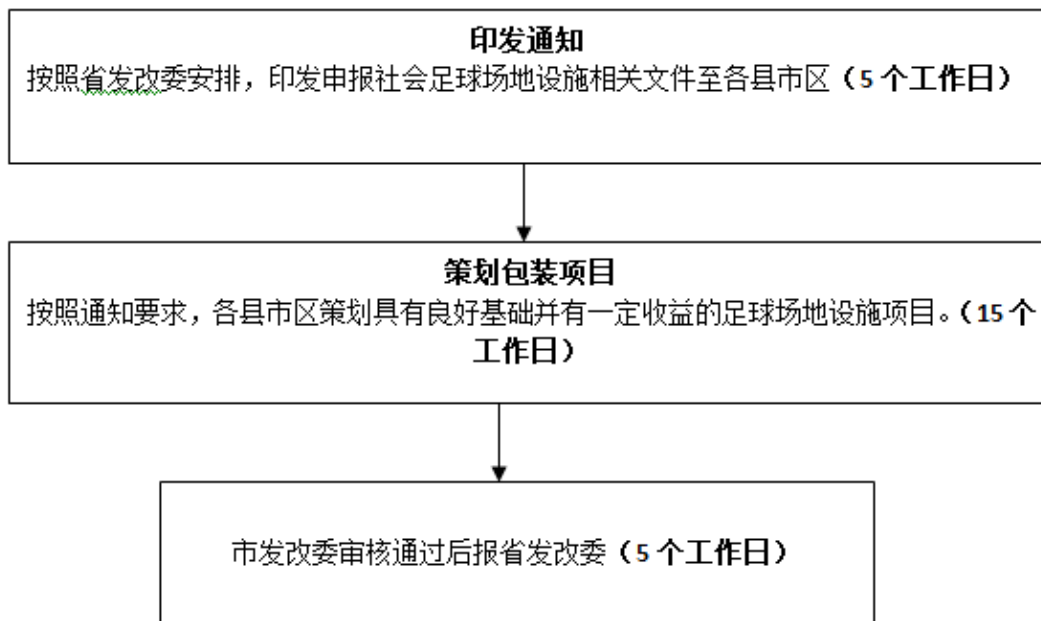 印发通知
按照省发改委安排，印发申报社会足球场地设施相关文件至各县市区（5 个工作日）
策划包装项目
按照通知要求，各县市区策划具有良好基础并有一定收益的足球场地设施项目。（15 个
工作日）
市发改委审核通过后报省发改委（5 个工作日）